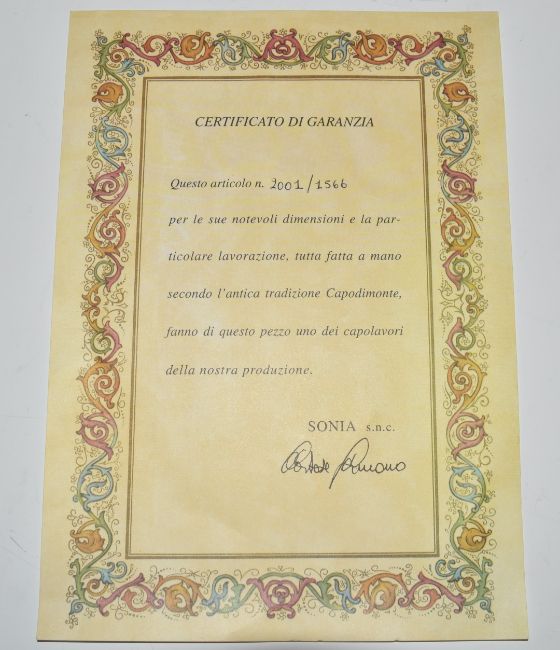 CERTIFICATO DI GARANZIA
Questo articolo n. 2001/1566
per le sue notevoli dimensioni e la par-
ticolare lavorazione, tutta fatta a mano
secondo l'antica tradizione Capodimonte,
fanno di questo pezzo uno dei capolavori
della nostra produzione.
SONIA s.n.c.